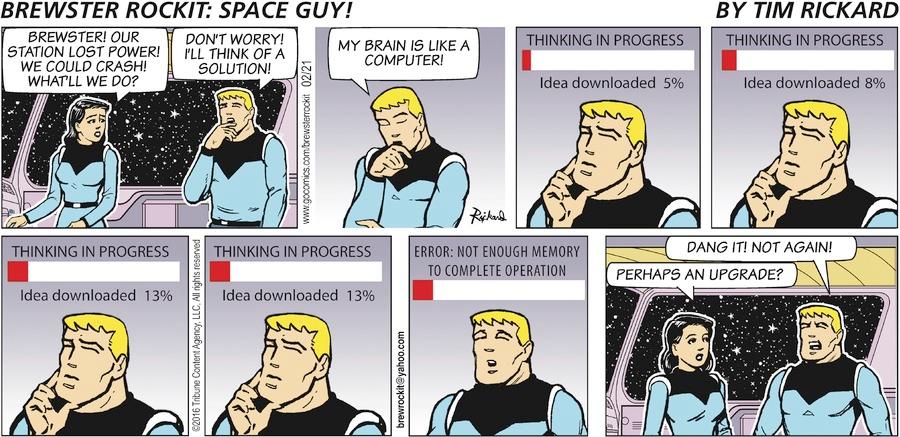 BREWSTER ROCKIT: SPACE GUY!
BY TIM RICKARD
BREWSTER! OUR
STATION LOST POWER!
WE COULD CRASH!
WHAT'LL WE DO?
DON'T WORRY!
I'LL THINK OF A
SOLUTION!
www.gocomics.com/brewsterrockit 02/21
MY BRAIN IS LIKE A
COMPUTER!
Rickard
THINKING IN PROGRESS
Idea downloaded 5%
THINKING IN PROGRESS
Idea downloaded 8%
THINKING IN PROGRESS
Idea downloaded 13%
©2016 Tribune Content Agency, LLC. All rights reserved
THINKING IN PROGRESS
Idea downloaded 13%
brewrockit@yahoo.com
ERROR: NOT ENOUGH MEMORY
TO COMPLETE OPERATION
DANG IT! NOT AGAIN!
PERHAPS AN UPGRADE?